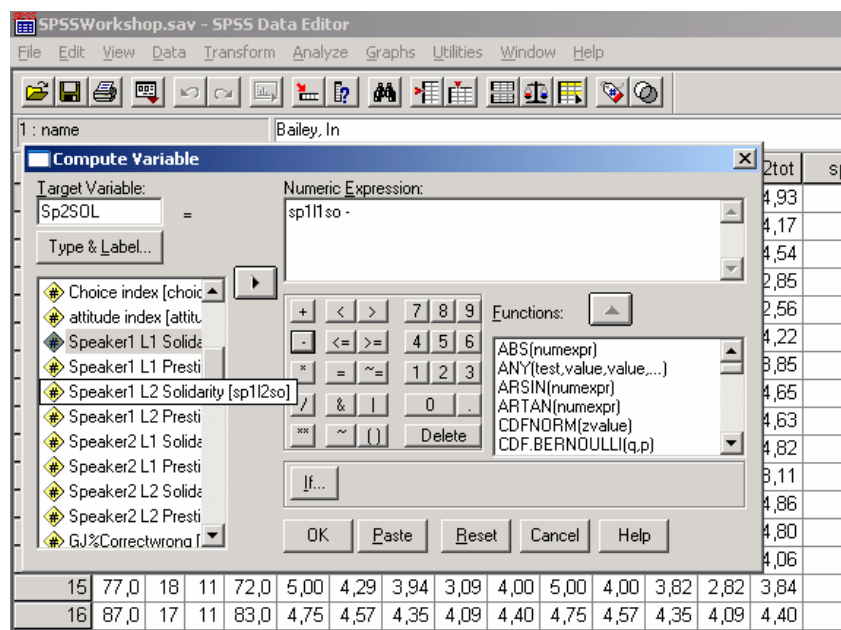 SPSSWorkshop.sav - SPSS Data Editor
File Edit View Data Transform Analyze Graphs Utilities Window Help
1 : name Bailey, In
Compute Variable
2tot
Target Variable: Numeric Expression:
Sp2SOL = sp1l1so -
Type & Label...
4,93
4,17
4,54
2,85
2,56
4,22
3,85
4,65
4,63
4,82
3,11
4,86
4,80
4,06
Choice index [choic
attitude index [attitu
Speaker1 L1 Solida
Speaker1 L1 Presti
Speaker1 L2 Solidarity [sp1l2so]
Speaker1 L2 Presti
Speaker2 L1 Solida
Speaker2 L1 Presti
Speaker2 L2 Solida
Speaker2 L2 Presti
GJ%Correctwrong [
+ < > 7 8 9
- <= >= 4 5 6
* = ~= 1 2 3
/ & | 0 .
** ~ () Delete
Functions:
ABS(numexpr)
ANY(test,value,value,...)
ARSIN(numexpr)
ARTAN(numexpr)
CDFNORM(zvalue)
CDF.BERNOULLI(q,p)
If...
OK Paste Reset Cancel Help
15 77,0 18 11 72,0 5,00 4,29 3,94 3,09 4,00 5,00 4,00 3,82 2,82 3,84
16 87,0 17 11 83,0 4,75 4,57 4,35 4,09 4,40 4,75 4,57 4,35 4,09 4,40